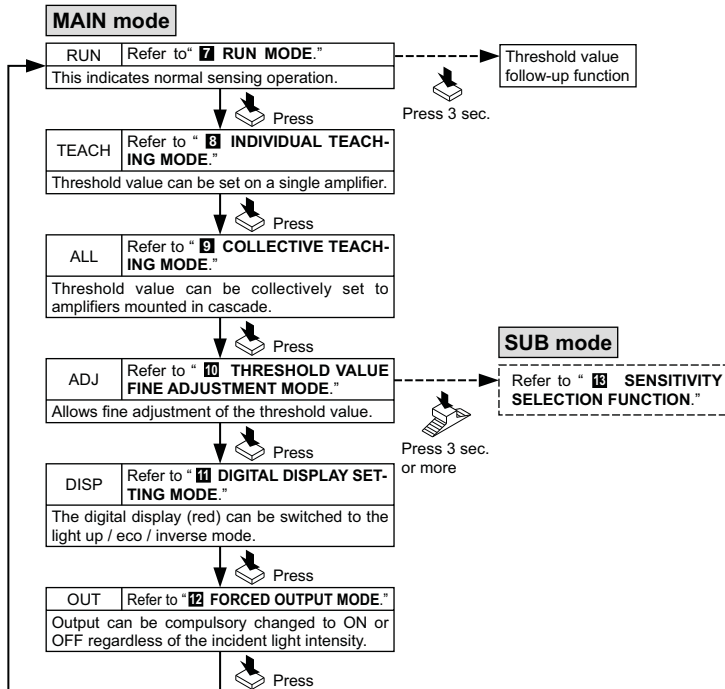 MAIN mode
RUN
Refer to“ 7 RUN MODE.”
This indicates normal sensing operation.
Press 3 sec.
Threshold value
follow-up function
Press
TEACH
Refer to “ 8 INDIVIDUAL TEACH-
ING MODE.”
Threshold value can be set on a single amplifier.
Press
ALL
Refer to “ 9 COLLECTIVE TEACH-
ING MODE.”
Threshold value can be collectively set to
amplifiers mounted in cascade.
Press
ADJ
Refer to “ 10 THRESHOLD VALUE
FINE ADJUSTMENT MODE.”
Allows fine adjustment of the threshold value.
Press 3 sec.
or more
SUB mode
Refer to “ 13 SENSITIVITY
SELECTION FUNCTION.”
Press
DISP
Refer to “ 11 DIGITAL DISPLAY SET-
TING MODE.”
The digital display (red) can be switched to the
light up / eco / inverse mode.
Press
OUT
Refer to “12 FORCED OUTPUT MODE.”
Output can be compulsory changed to ON or
OFF regardless of the incident light intensity.
Press